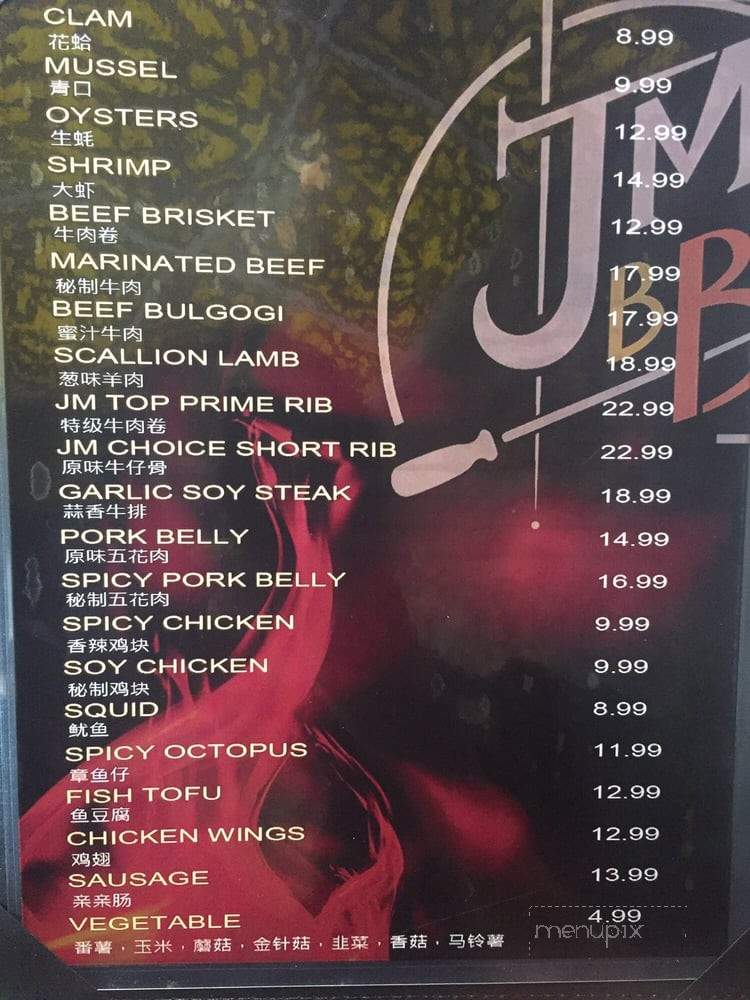 CLAM 8.99
花蛤
MUSSEL 9.99
青口
OYSTERS 12.99
生蚝
SHRIMP 14.99
大虾
BEEF BRISKET 12.99
牛肉卷
MARINATED BEEF 17.99
秘制牛肉
BEEF BULGOGI 17.99
蜜汁牛肉
SCALLION LAMB 18.99
葱味羊肉
JM TOP PRIME RIB 22.99
特级牛肉卷
JM CHOICE SHORT RIB 22.99
原味牛仔骨
GARLIC SOY STEAK 18.99
蒜香牛排
PORK BELLY 14.99
原味五花肉
SPICY PORK BELLY 16.99
秘制五花肉
SPICY CHICKEN 9.99
香辣鸡块
SOY CHICKEN 9.99
秘制鸡块
SQUID 8.99
鱿鱼
SPICY OCTOPUS 11.99
章鱼仔
FISH TOFU 12.99
鱼豆腐
CHICKEN WINGS 12.99
鸡翅
SAUSAGE 13.99
亲亲肠
VEGETABLE 4.99
番薯，玉米，蘑菇，金针菇，韭菜，香菇，马铃薯
JM
BB
menupix